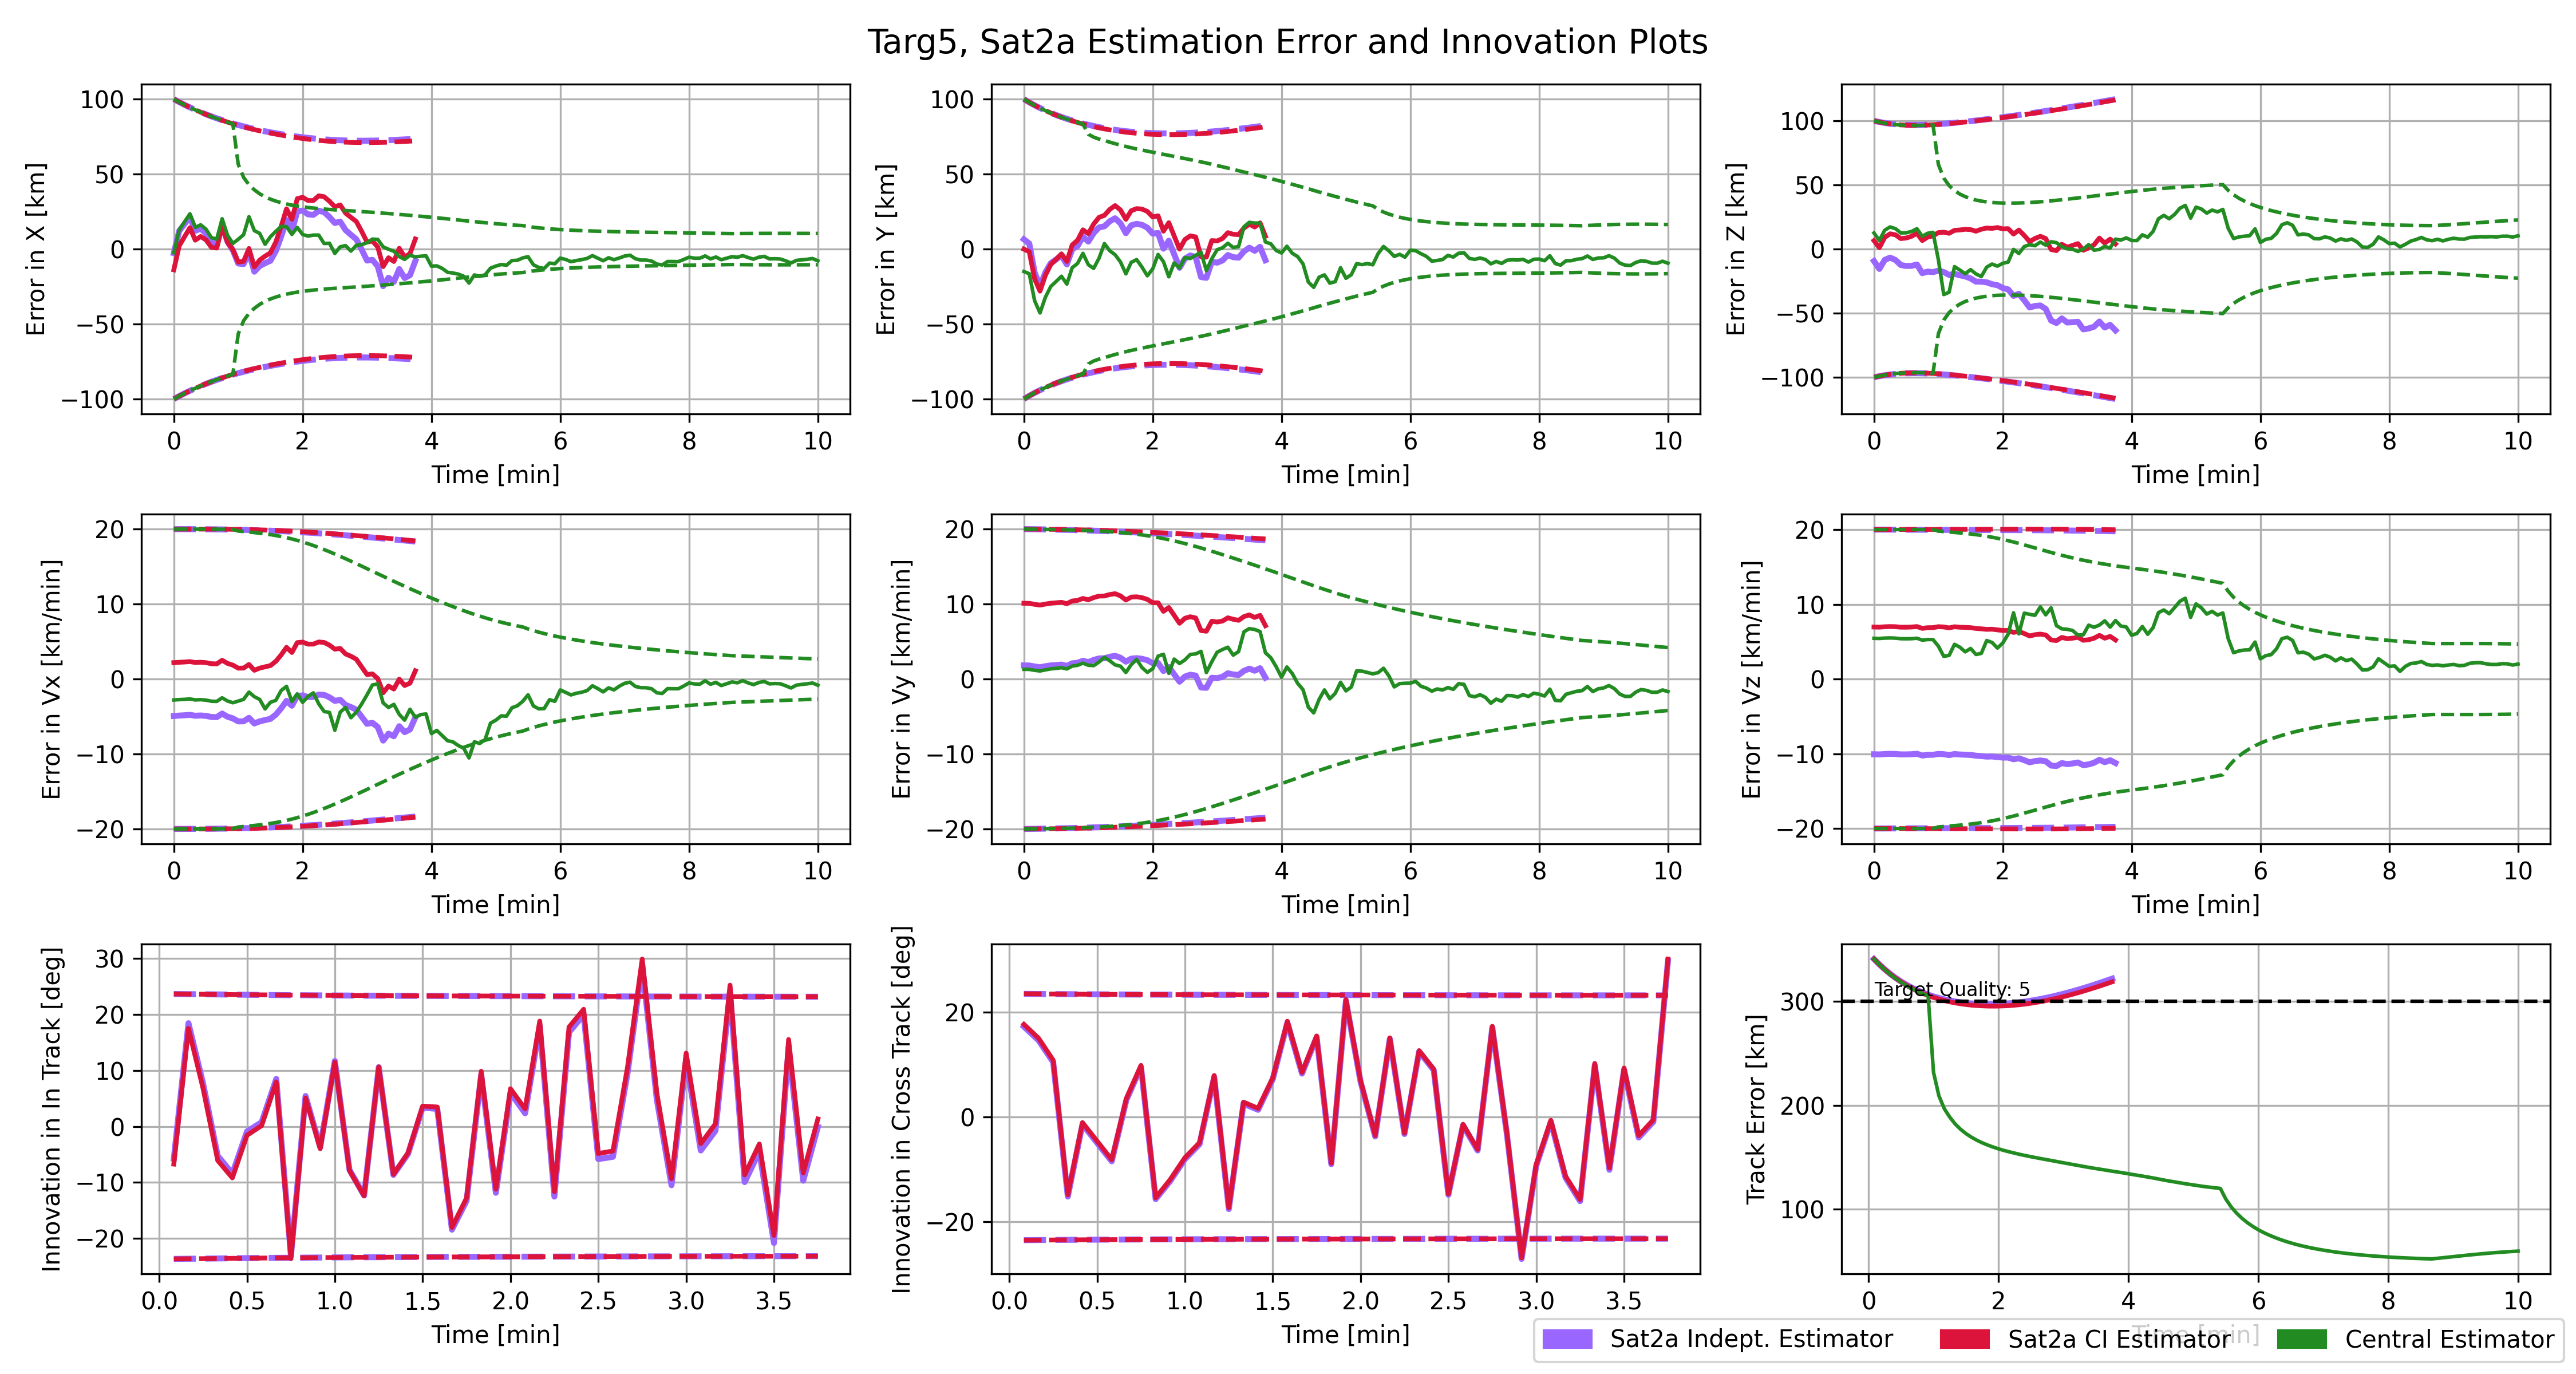 Targ5, Sat2a Estimation Error and Innovation Plots
Error in X [km]
100
50
0
−50
−100
0 2 4 6 8 10
Time [min]
Error in Y [km]
100
50
0
−50
−100
0 2 4 6 8 10
Time [min]
Error in Z [km]
100
50
0
−50
−100
0 2 4 6 8 10
Time [min]
Error in Vx [km/min]
20
10
0
−10
−20
0 2 4 6 8 10
Time [min]
Error in Vy [km/min]
20
10
0
−10
−20
0 2 4 6 8 10
Time [min]
Error in Vz [km/min]
20
10
0
−10
−20
0 2 4 6 8 10
Time [min]
Innovation in In Track [deg]
30
20
10
0
−10
−20
0.0 0.5 1.0 1.5 2.0 2.5 3.0 3.5
Time [min]
Innovation in Cross Track [deg]
20
0
−20
0.0 0.5 1.0 1.5 2.0 2.5 3.0 3.5
Time [min]
Track Error [km]
300
200
100
Target Quality: 5
0 2 4 6 8 10
Time [min]
Sat2a Indept. Estimator
Sat2a CI Estimator
Central Estimator